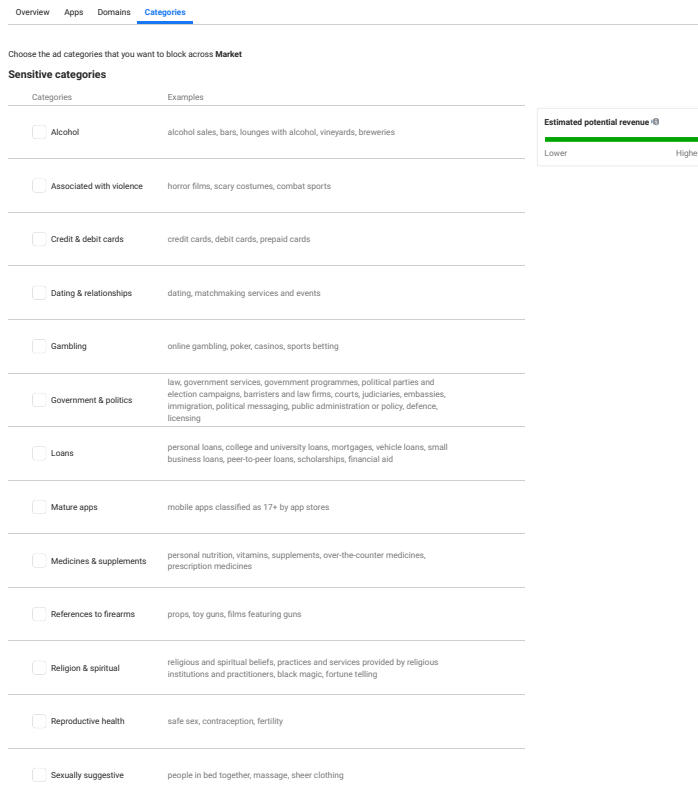 Overview Apps Domains Categories
Choose the ad categories that you want to block across Market
Sensitive categories
Categories Examples
Estimated potential revenue
Lower Highe
Alcohol alcohol sales, bars, lounges with alcohol, vineyards, breweries
Associated with violence horror films, scary costumes, combat sports
Credit & debit cards credit cards, debit cards, prepaid cards
Dating & relationships dating, matchmaking services and events
Gambling online gambling, poker, casinos, sports betting
Government & politics
law, government services, government programmes, political parties and
election campaigns, barristers and law firms, courts, judiciaries, embassies,
immigration, political messaging, public administration or policy, defence,
licensing
Loans
personal loans, college and university loans, mortgages, vehicle loans, small
business loans, peer-to-peer loans, scholarships, financial aid
Mature apps mobile apps classified as 17+ by app stores
Medicines & supplements
personal nutrition, vitamins, supplements, over-the-counter medicines,
prescription medicines
References to firearms props, toy guns, films featuring guns
Religion & spiritual
religious and spiritual beliefs, practices and services provided by religious
institutions and practitioners, black magic, fortune telling
Reproductive health safe sex, contraception, fertility
Sexually suggestive people in bed together, massage, sheer clothing